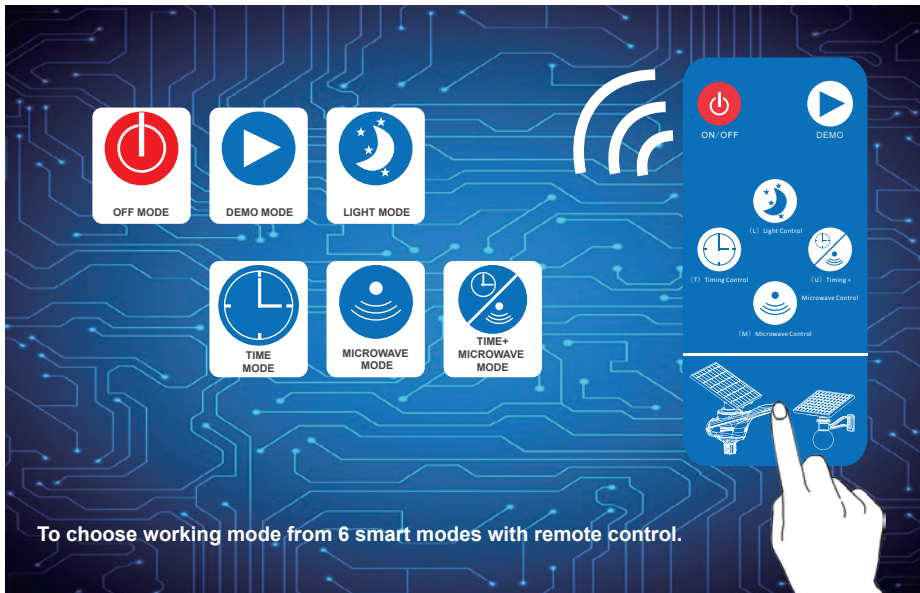 OFF MODE
DEMO MODE
LIGHT MODE
TIME
MODE
MICROWAVE
MODE
TIME+
MICROWAVE
MODE
ON/OFF
DEMO
(L) Light Control
(T) Timing Control
(U) Timing +
Microwave Control
(M) Microwave Control
To choose working mode from 6 smart modes with remote control.